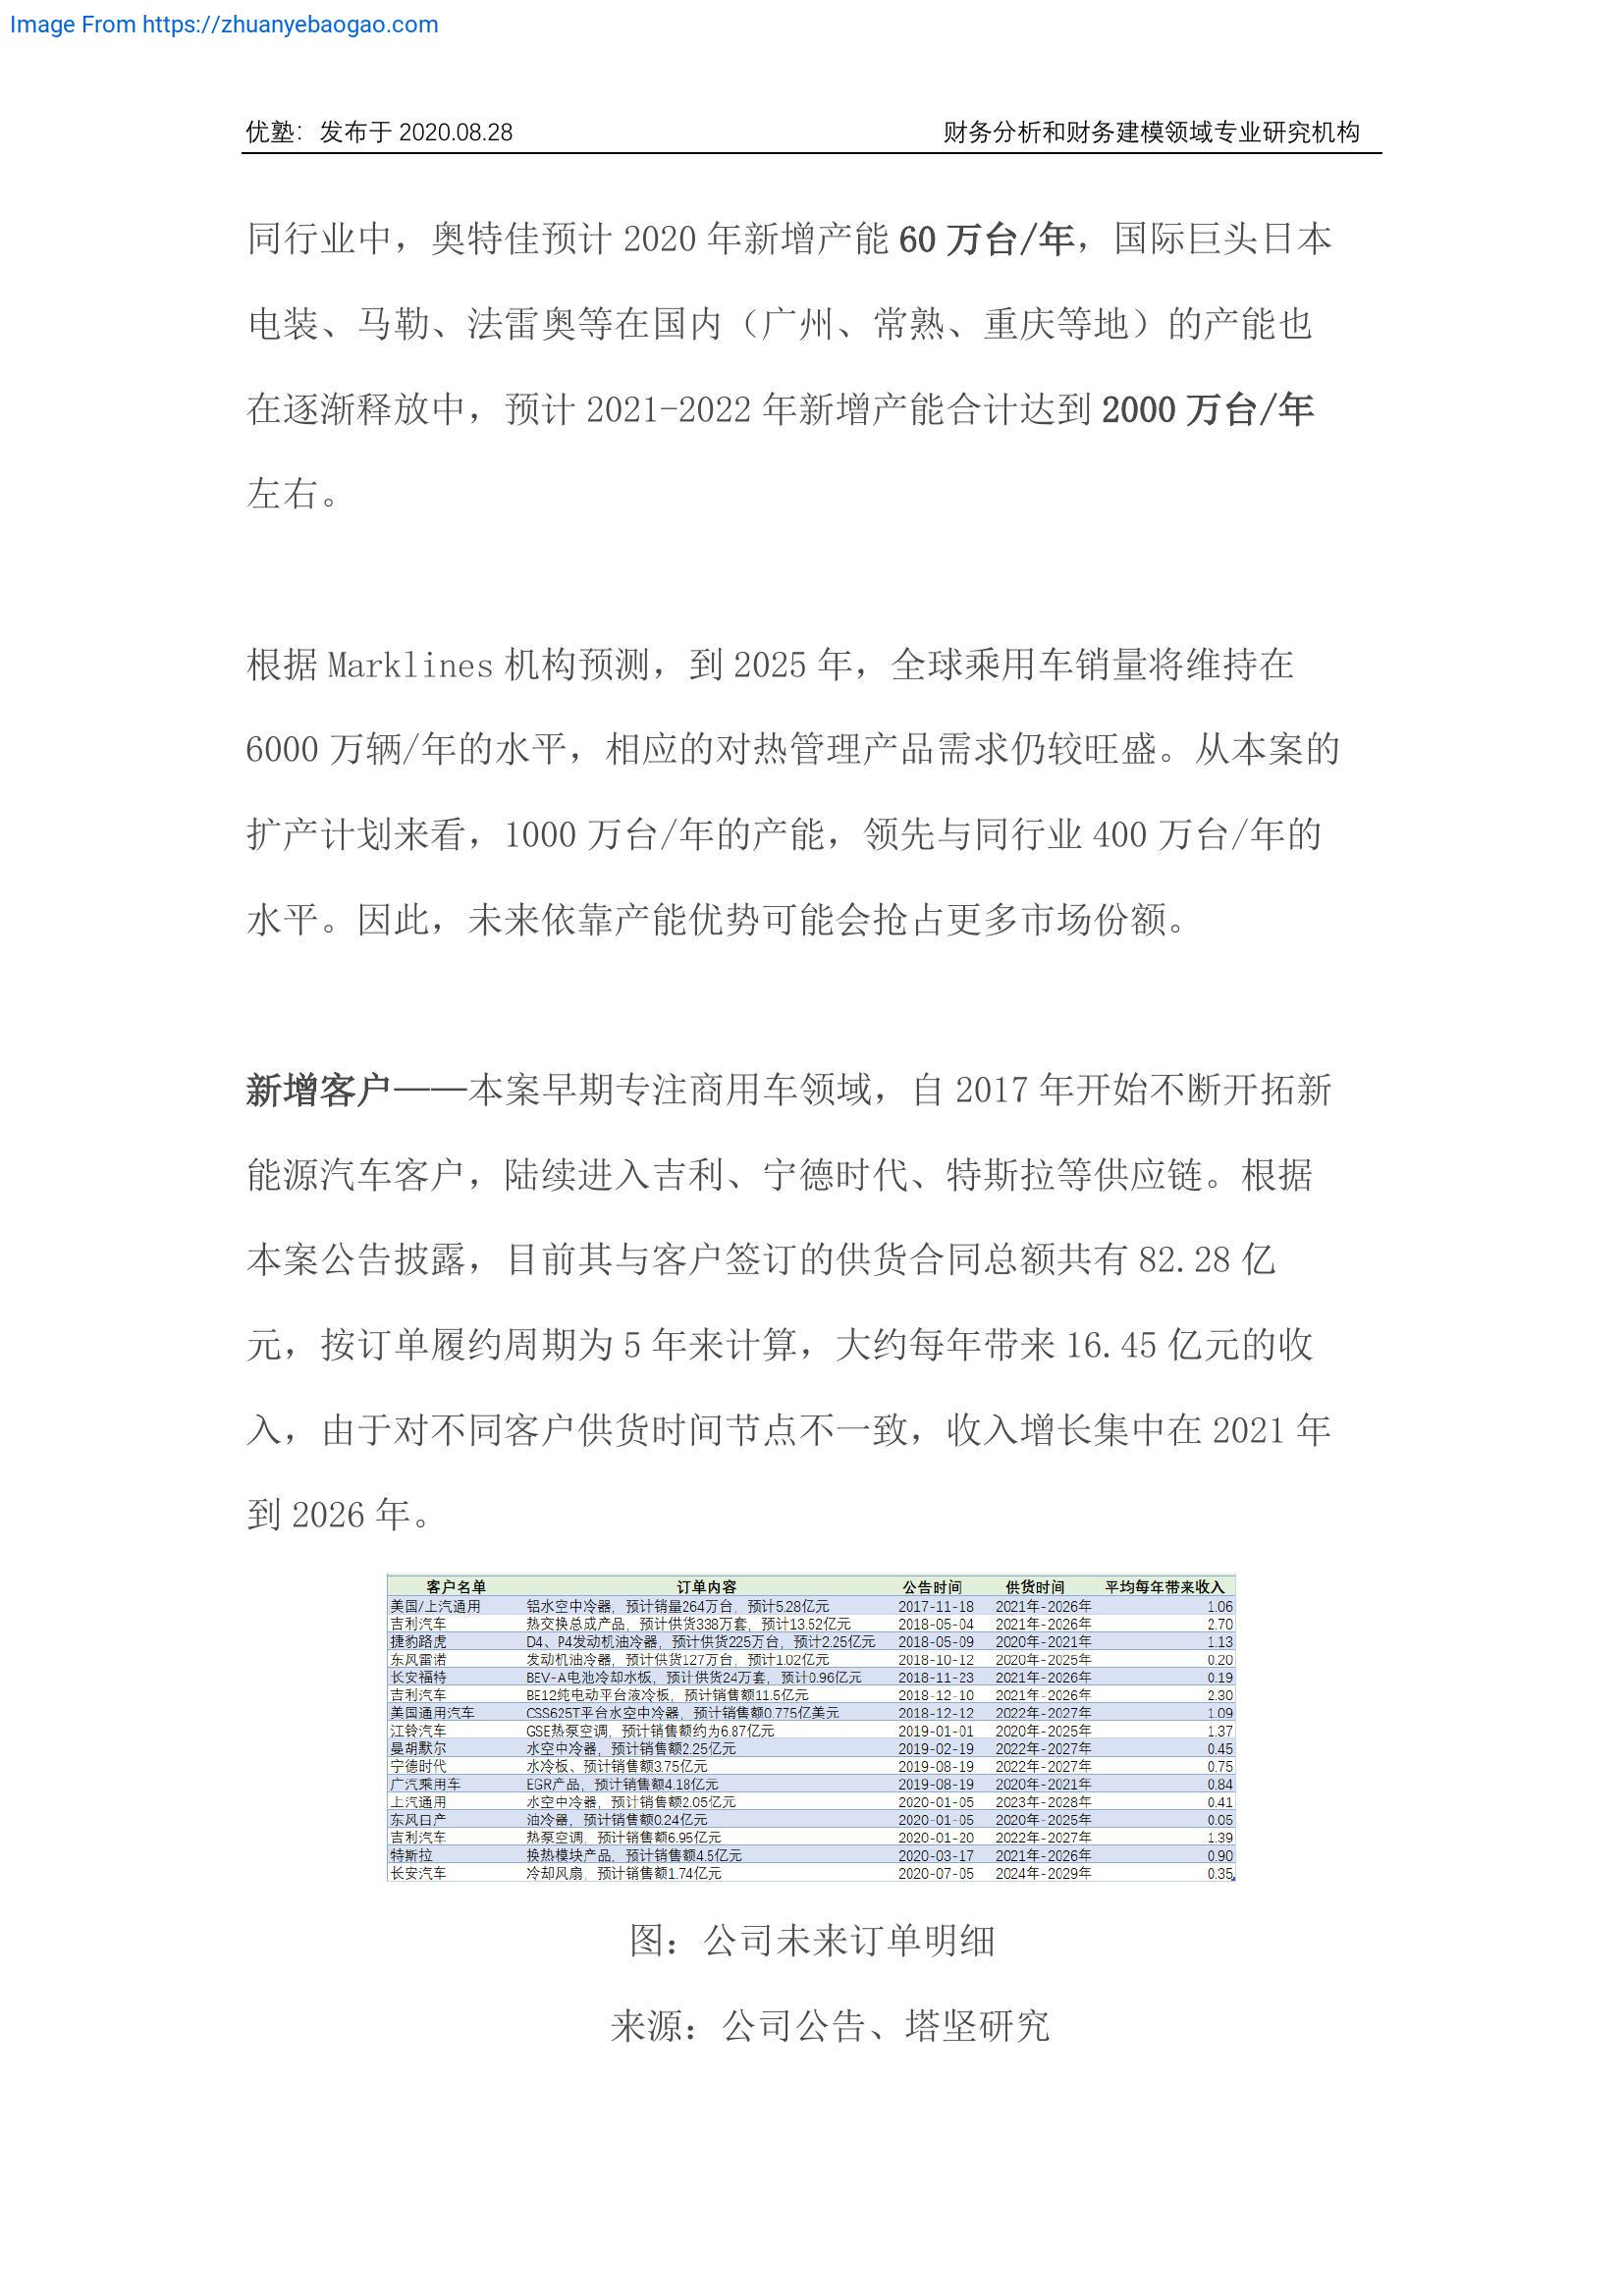 Image From https://zhuanyebaogao.com
优塾：发布于 2020.08.28 财务分析和财务建模领域专业研究机构
同行业中，奥特佳预计 2020 年新增产能 60 万台/年，国际巨头日本
电装、马勒、法雷奥等在国内（广州、常熟、重庆等地）的产能也
在逐渐释放中，预计 2021-2022 年新增产能合计达到 2000 万台/年
左右。
根据 Marklines 机构预测，到 2025 年，全球乘用车销量将维持在
6000 万辆/年的水平，相应的对热管理产品需求仍较旺盛。从本案的
扩产计划来看，1000 万台/年的产能，领先与同行业 400 万台/年的
水平。因此，未来依靠产能优势可能会抢占更多市场份额。
新增客户——本案早期专注商用车领域，自 2017 年开始不断开拓新
能源汽车客户，陆续进入吉利、宁德时代、特斯拉等供应链。根据
本案公告披露，目前其与客户签订的供货合同总额共有 82.28 亿
元，按订单履约周期为 5 年来计算，大约每年带来 16.45 亿元的收
入，由于对不同客户供货时间节点不一致，收入增长集中在 2021 年
到 2026 年。
客户名单 订单内容 公告时间 供货时间 平均每年带来收入
美国/上汽通用 铝水空中冷器，预计销量264万台，预计5.28亿元 2017-11-18 2021年-2026年 1.06
吉利汽车 热交换总成产品，预计供货338万套，预计13.52亿元 2018-05-04 2021年-2026年 2.70
捷豹路虎 D4、P4发动机油冷器，预计供货225万台，预计2.25亿元 2018-05-09 2020年-2021年 1.13
东风雷诺 发动机油冷器，预计供货127万台，预计1.02亿元 2018-10-12 2020年-2025年 0.20
长安福特 BEV-A电池冷却水板，预计供货24万套，预计0.96亿元 2018-11-23 2021年-2026年 0.19
吉利汽车 BE12纯电动平台液冷板，预计销售额11.5亿元 2018-12-10 2021年-2026年 2.30
美国通用汽车 CSS625T平台水空中冷器，预计销售额0.775亿美元 2018-12-12 2022年-2027年 1.09
江铃汽车 GSE热泵空调，预计销售额约为6.87亿元 2019-01-01 2020年-2025年 1.37
曼胡默尔 水空中冷器，预计销售额2.25亿元 2019-02-19 2022年-2027年 0.45
宁德时代 水冷板、预计销售额3.75亿元 2019-08-19 2022年-2027年 0.75
广汽乘用车 EGR产品，预计销售额4.18亿元 2019-08-19 2020年-2021年 0.84
上汽通用 水空中冷器，预计销售额2.05亿元 2020-01-05 2023年-2028年 0.41
东风日产 油冷器，预计销售额0.24亿元 2020-01-05 2020年-2025年 0.05
吉利汽车 热泵空调，预计销售额6.95亿元 2020-01-20 2022年-2027年 1.39
特斯拉 换热模块产品，预计销售额4.5亿元 2020-03-17 2021年-2026年 0.90
长安汽车 冷却风扇，预计销售额1.74亿元 2020-07-05 2024年-2029年 0.35
图：公司未来订单明细
来源：公司公告、塔坚研究